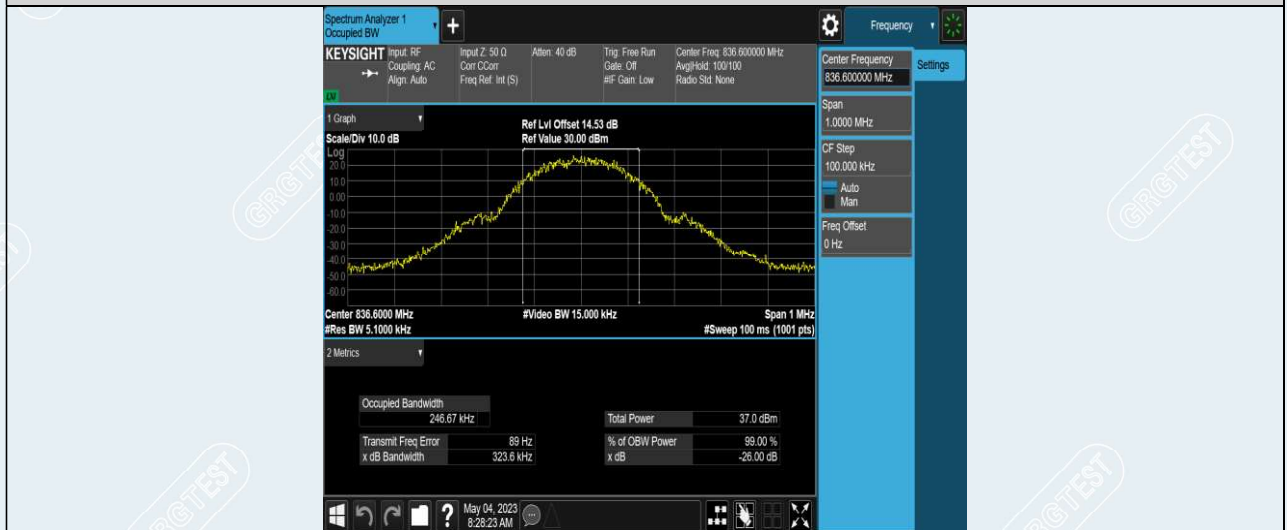 Spectrum Analyzer 1
Occupied BW
+
Frequency
KEYSIGHT
Input: RF
Coupling: AC
Align: Auto
Input Z: 50 Ω
Corr CCorr
Freq Ref: Int (S)
Atten: 40 dB
Trig: Free Run
Gate: Off
#IF Gain: Low
Center Freq: 836.600000 MHz
Avg|Hold: 100/100
Radio Std: None
Center Frequency
836.600000 MHz
Settings
Span
1.0000 MHz
CF Step
100.000 kHz
Auto
Man
Freq Offset
0 Hz
1 Graph
Scale/Div 10.0 dB
Ref Lvl Offset 14.53 dB
Ref Value 30.00 dBm
Log
20.0
10.0
0.00
-10.0
-20.0
-30.0
-40.0
-50.0
-60.0
Center 836.6000 MHz
#Video BW 15.000 kHz
Span 1 MHz
#Res BW 5.1000 kHz
#Sweep 100 ms (1001 pts)
2 Metrics
Occupied Bandwidth
246.67 kHz
Total Power 37.0 dBm
Transmit Freq Error 89 Hz
% of OBW Power 99.00 %
x dB Bandwidth 323.6 kHz
x dB -26.00 dB
?
May 04, 2023
8:28:23 AM
GRGTEST
GRGTEST
GRGTEST
GRGTEST